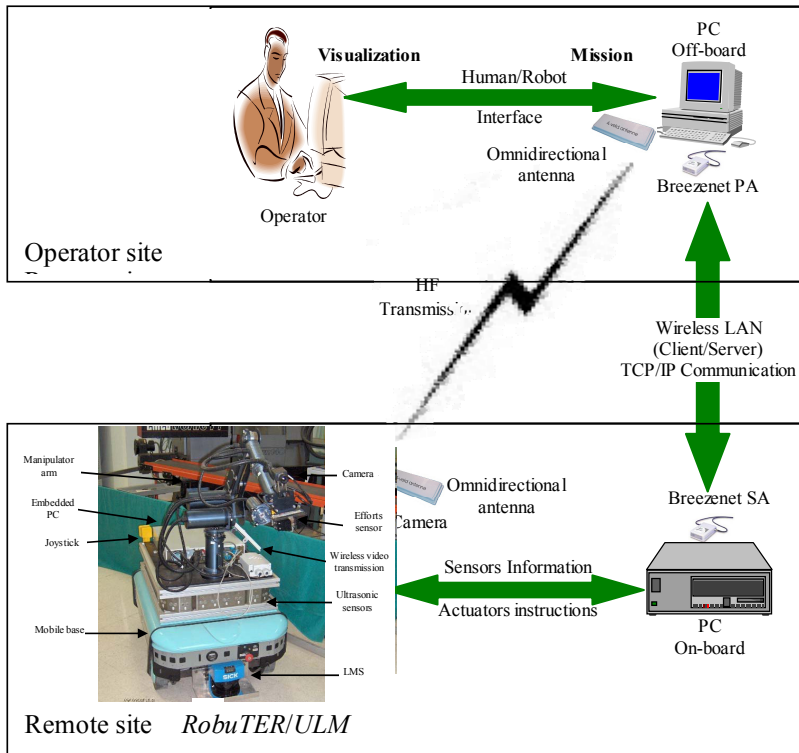 PC
Off-board
Visualization
Mission
Human/Robot
Interface
Omnidirectional
antenna
Breezenet PA
Operator
Operator site
HF
Wireless LAN
(Client/Server)
TCP/IP Communication
Manipulator
arm
Camera
Omnidirectional
antenna
Camera
Breezenet SA
Embedded
PC
Efforts
sensor
Joystick
Wireless video
transmission
Sensors Information
Ultrasonic
sensors
Actuators instructions
PC
On-board
Mobile base
LMS
SICK
Remote site RobuTER/ULM